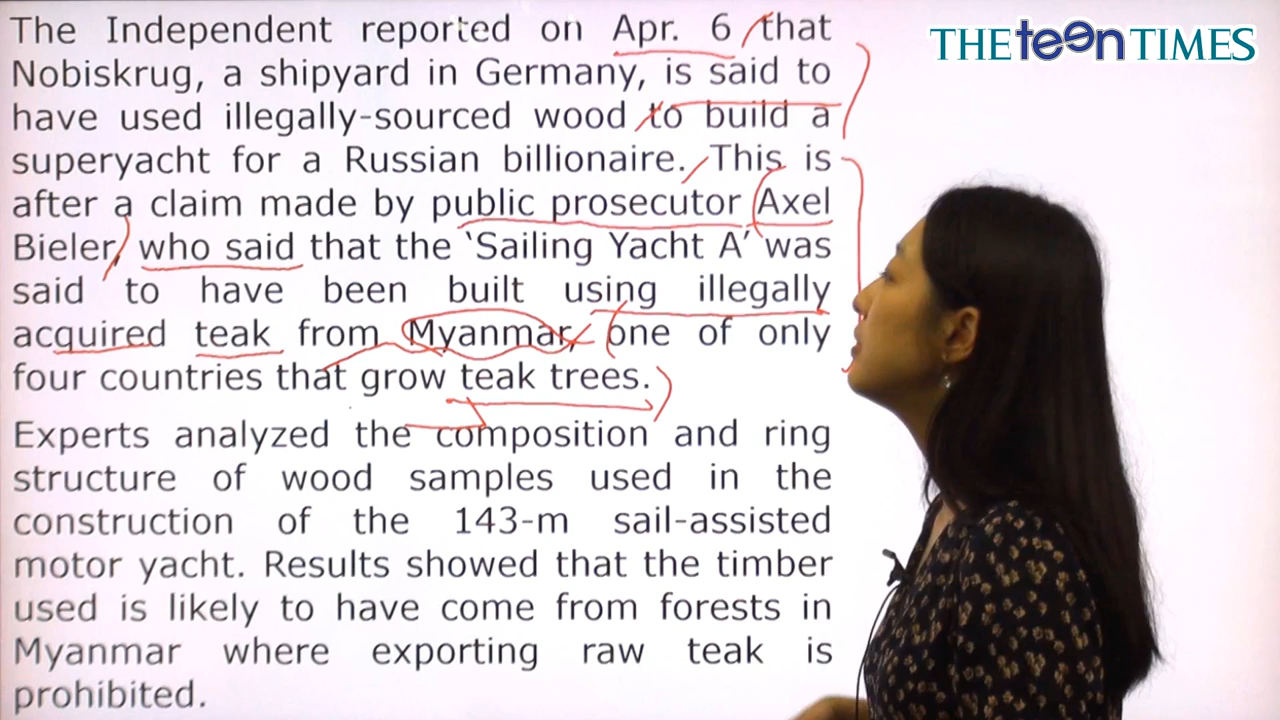 The Independent reported on Apr. 6 that
Nobiskrug, a shipyard in Germany, is said to
have used illegally-sourced wood to build a
superyacht for a Russian billionaire. This is
after a claim made by public prosecutor Axel
Bieler, who said that the ‘Sailing Yacht A’ was
said to have been built using illegally
acquired teak from Myanmar, one of only
four countries that grow teak trees.
Experts analyzed the composition and ring
structure of wood samples used in the
construction of the 143-m sail-assisted
motor yacht. Results showed that the timber
used is likely to have come from forests in
Myanmar where exporting raw teak is
prohibited.
THE teen TIMES